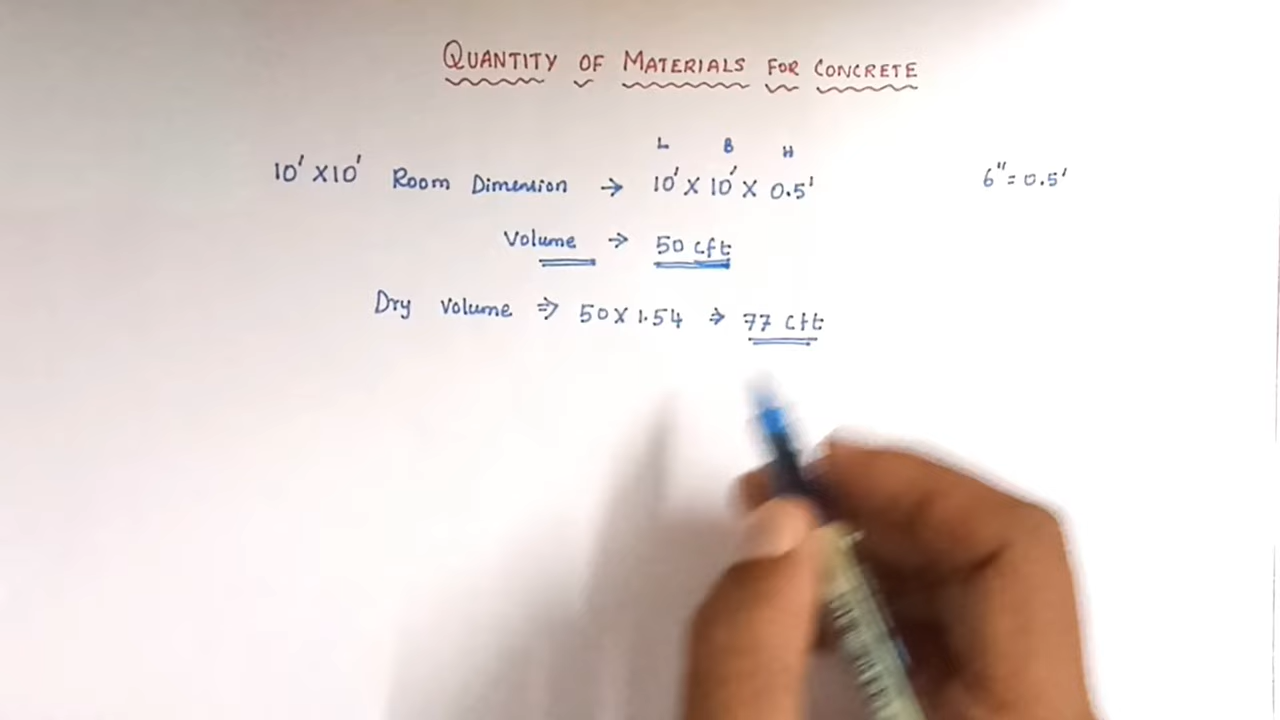 QUANTITY OF MATERIALS FOR CONCRETE
L B H
10' X10' Room Dimension → 10' X 10' X 0.5' 6" = 0.5'
Volume → 50 cft
Dry Volume ⇒ 50 X 1.54 → 77 cft